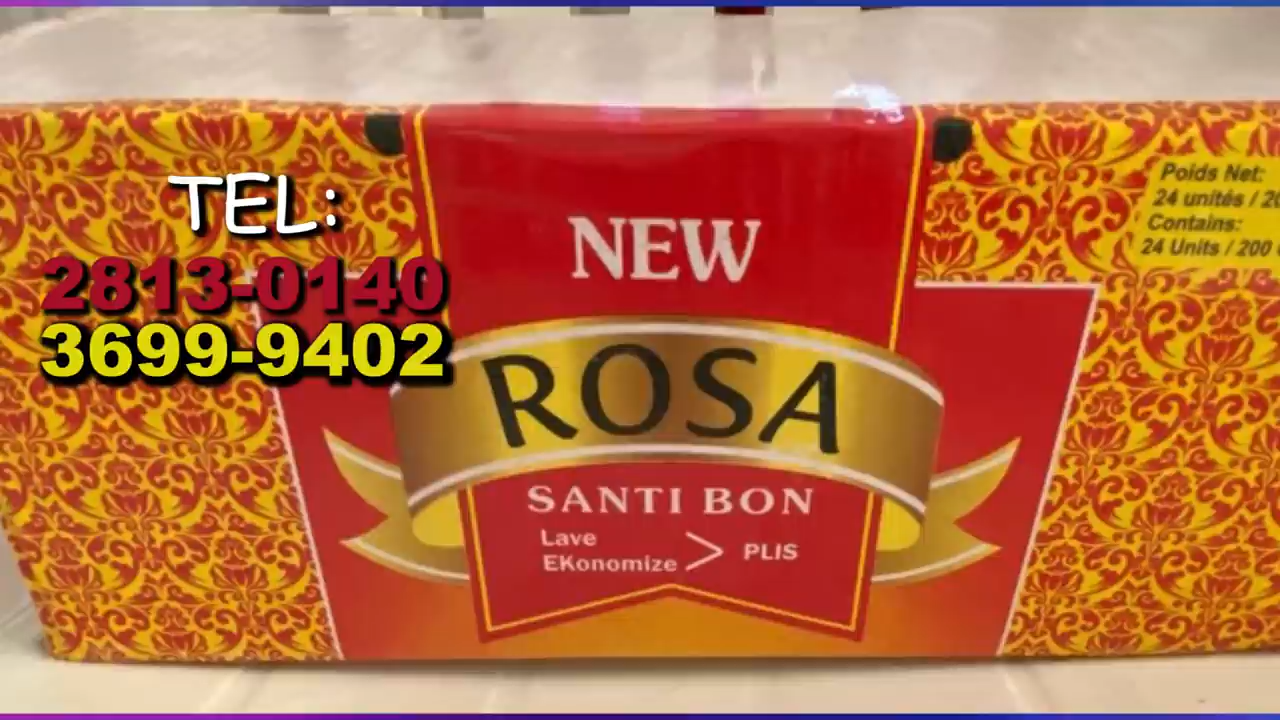 TEL:
2813-0140
3699-9402
NEW
ROSA
SANTI BON
Lave
EKonomize > PLIS
Poids Net:
24 unités /
Contains:
24 Units / 200